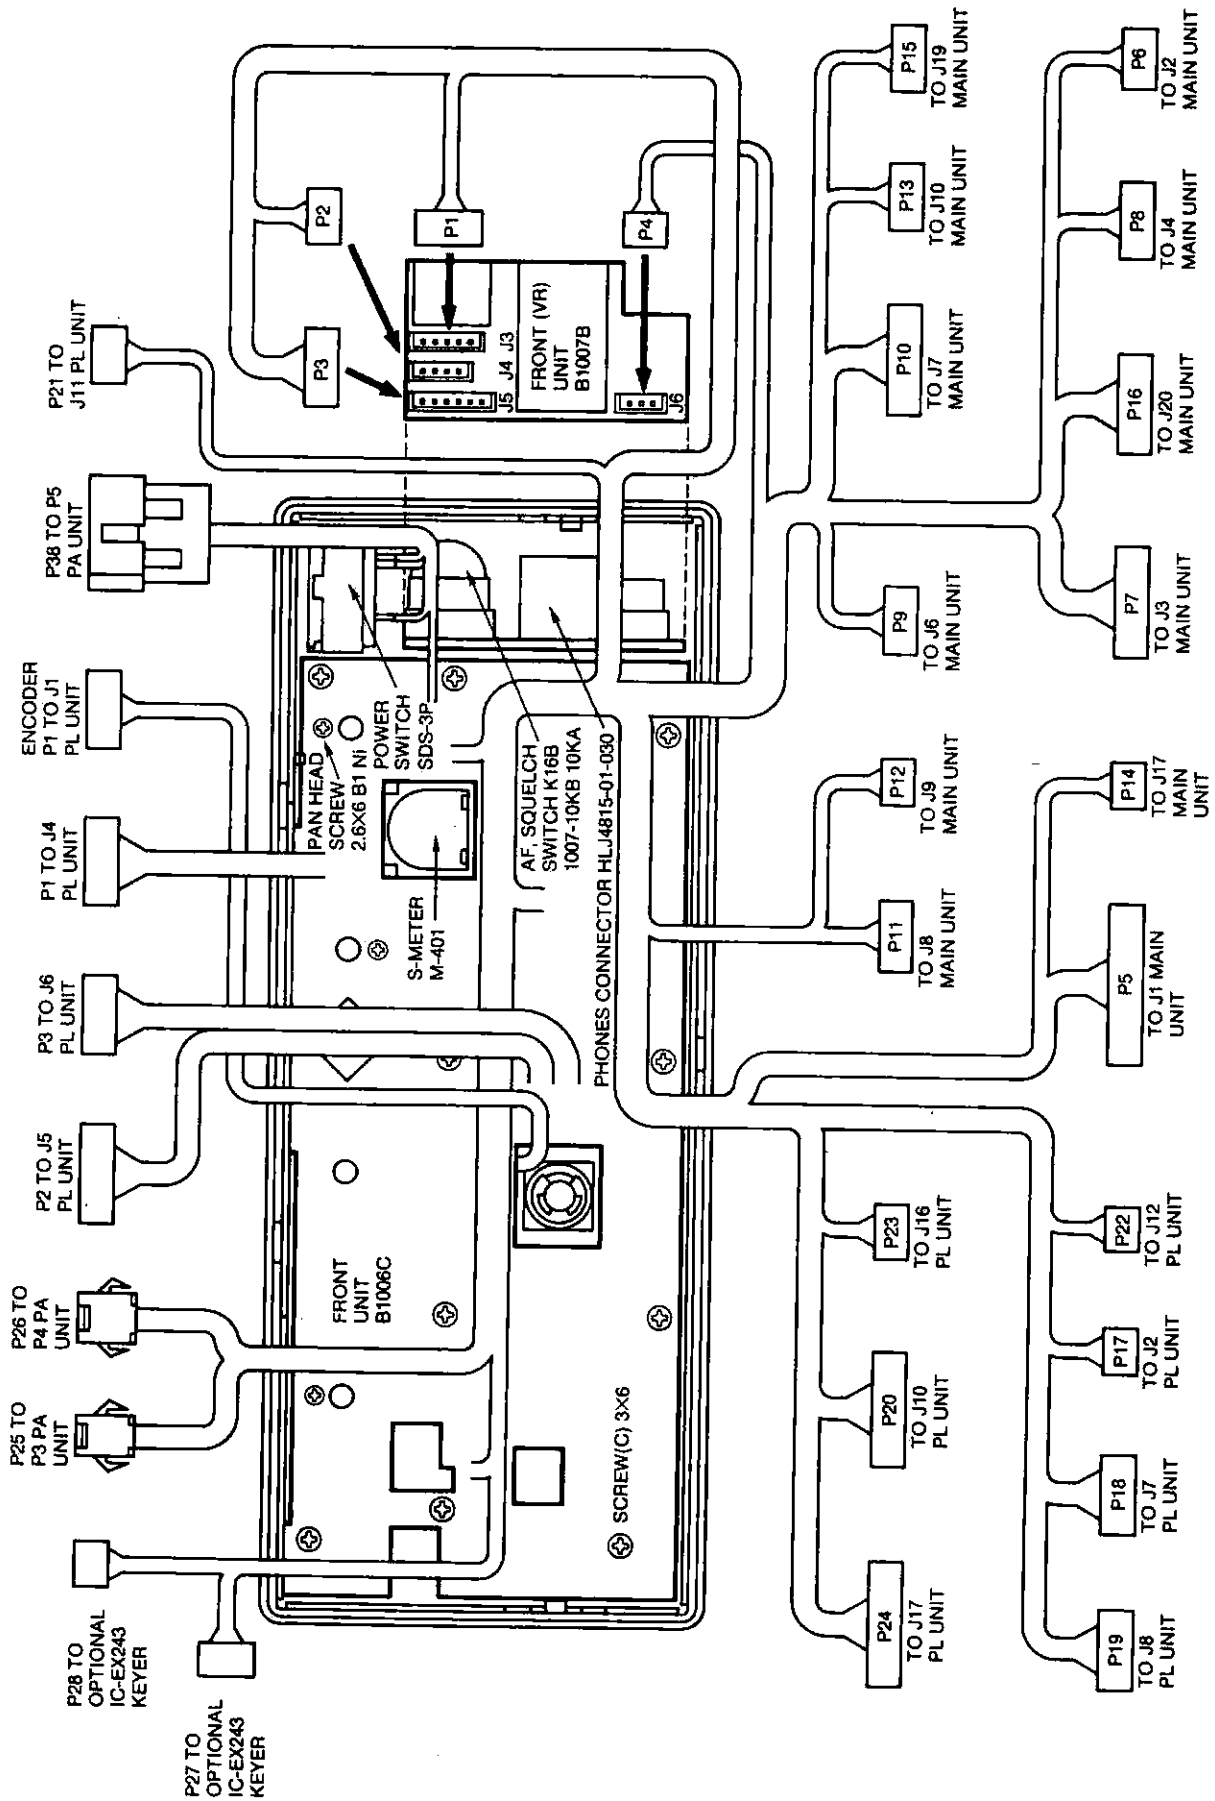 P28 TO
OPTIONAL
IC-EX243
KEYER
P27 TO
OPTIONAL
IC-EX243
KEYER
P25 TO
P3 PA
UNIT
P26 TO
P4 PA
UNIT
P2 TO J5
PL UNIT
P3 TO J6
PL UNIT
P1 TO J4
PL UNIT
ENCODER
P1 TO J1
PL UNIT
P38 TO P5
PA UNIT
P21 TO
J11 PL UNIT
P3
P2
P1
P4
J5
J4
J3
J6
FRONT (VR)
UNIT
B1007B
FRONT
UNIT
B1006C
S-METER
M-401
PAN HEAD
SCREW
2.6X6 B1 Ni
POWER
SWITCH
SDS-3P
AF, SQUELCH
SWITCH K16B
1007-10KB 10KA
PHONES CONNECTOR HLJ4815-01-030
SCREW(C) 3X6
P24
TO J17
PL UNIT
P20
TO J10
PL UNIT
P23
TO J16
PL UNIT
P11
TO J8
MAIN UNIT
P12
TO J9
MAIN UNIT
P9
TO J6
MAIN UNIT
P10
TO J7
MAIN UNIT
P13
TO J10
MAIN UNIT
P15
TO J19
MAIN UNIT
P19
TO J8
PL UNIT
P18
TO J7
PL UNIT
P17
TO J2
PL UNIT
P22
TO J12
PL UNIT
P5
TO J1 MAIN
UNIT
P14
TO J17
MAIN
UNIT
P7
TO J3
MAIN UNIT
P16
TO J20
MAIN UNIT
P8
TO J4
MAIN UNIT
P6
TO J2
MAIN UNIT